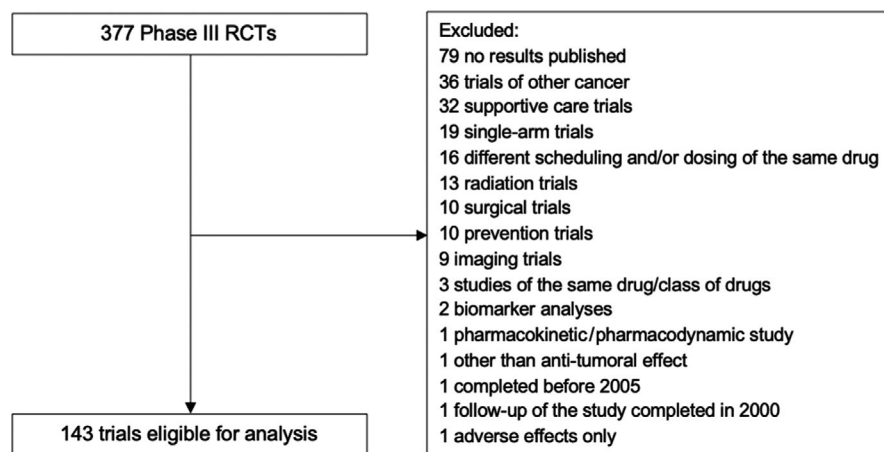 377 Phase III RCTs
Excluded:
79 no results published
36 trials of other cancer
32 supportive care trials
19 single-arm trials
16 different scheduling and/or dosing of the same drug
13 radiation trials
10 surgical trials
10 prevention trials
9 imaging trials
3 studies of the same drug/class of drugs
2 biomarker analyses
1 pharmacokinetic/pharmacodynamic study
1 other than anti-tumoral effect
1 completed before 2005
1 follow-up of the study completed in 2000
1 adverse effects only
143 trials eligible for analysis